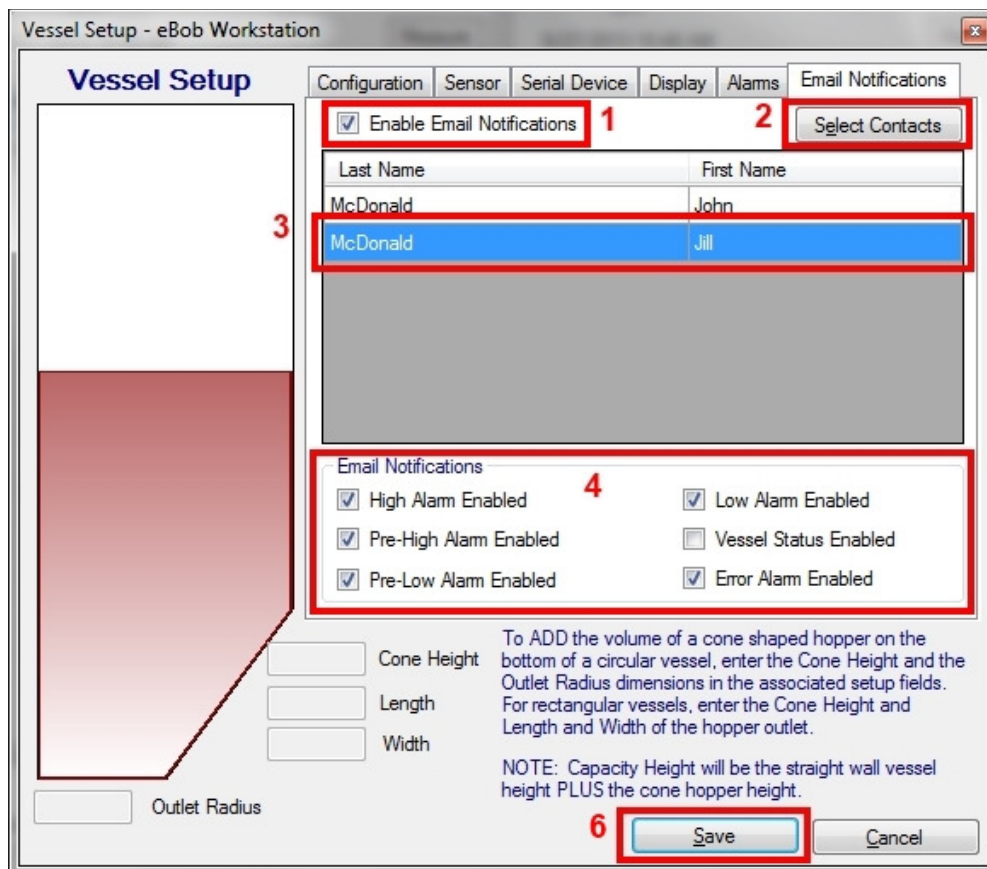 Vessel Setup - eBob Workstation
Vessel Setup
Configuration Sensor Serial Device Display Alarms Email Notifications
Enable Email Notifications 1 2 Select Contacts
Last Name First Name
McDonald John
3
McDonald Jill
Email Notifications
4
High Alarm Enabled Low Alarm Enabled
Pre-High Alarm Enabled Vessel Status Enabled
Pre-Low Alarm Enabled Error Alarm Enabled
Cone Height
Length
Width
Outlet Radius
To ADD the volume of a cone shaped hopper on the
bottom of a circular vessel, enter the Cone Height and the
Outlet Radius dimensions in the associated setup fields.
For rectangular vessels, enter the Cone Height and
Length and Width of the hopper outlet.
NOTE: Capacity Height will be the straight wall vessel
height PLUS the cone hopper height.
6 Save Cancel